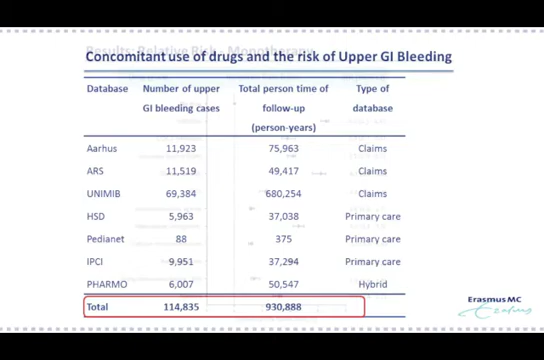 Concomitant use of drugs and the risk of Upper GI Bleeding
Database Number of upper GI bleeding cases Total person time of follow-up (person-years) Type of database
Aarhus 11,923 75,963 Claims
ARS 11,519 49,417 Claims
UNIMIB 69,384 680,254 Claims
HSD 5,963 37,038 Primary care
Pedianet 88 375 Primary care
IPCI 9,951 37,294 Primary care
PHARMO 6,007 50,547 Hybrid
Total 114,835 930,888
Erasmus MC
Erasmus